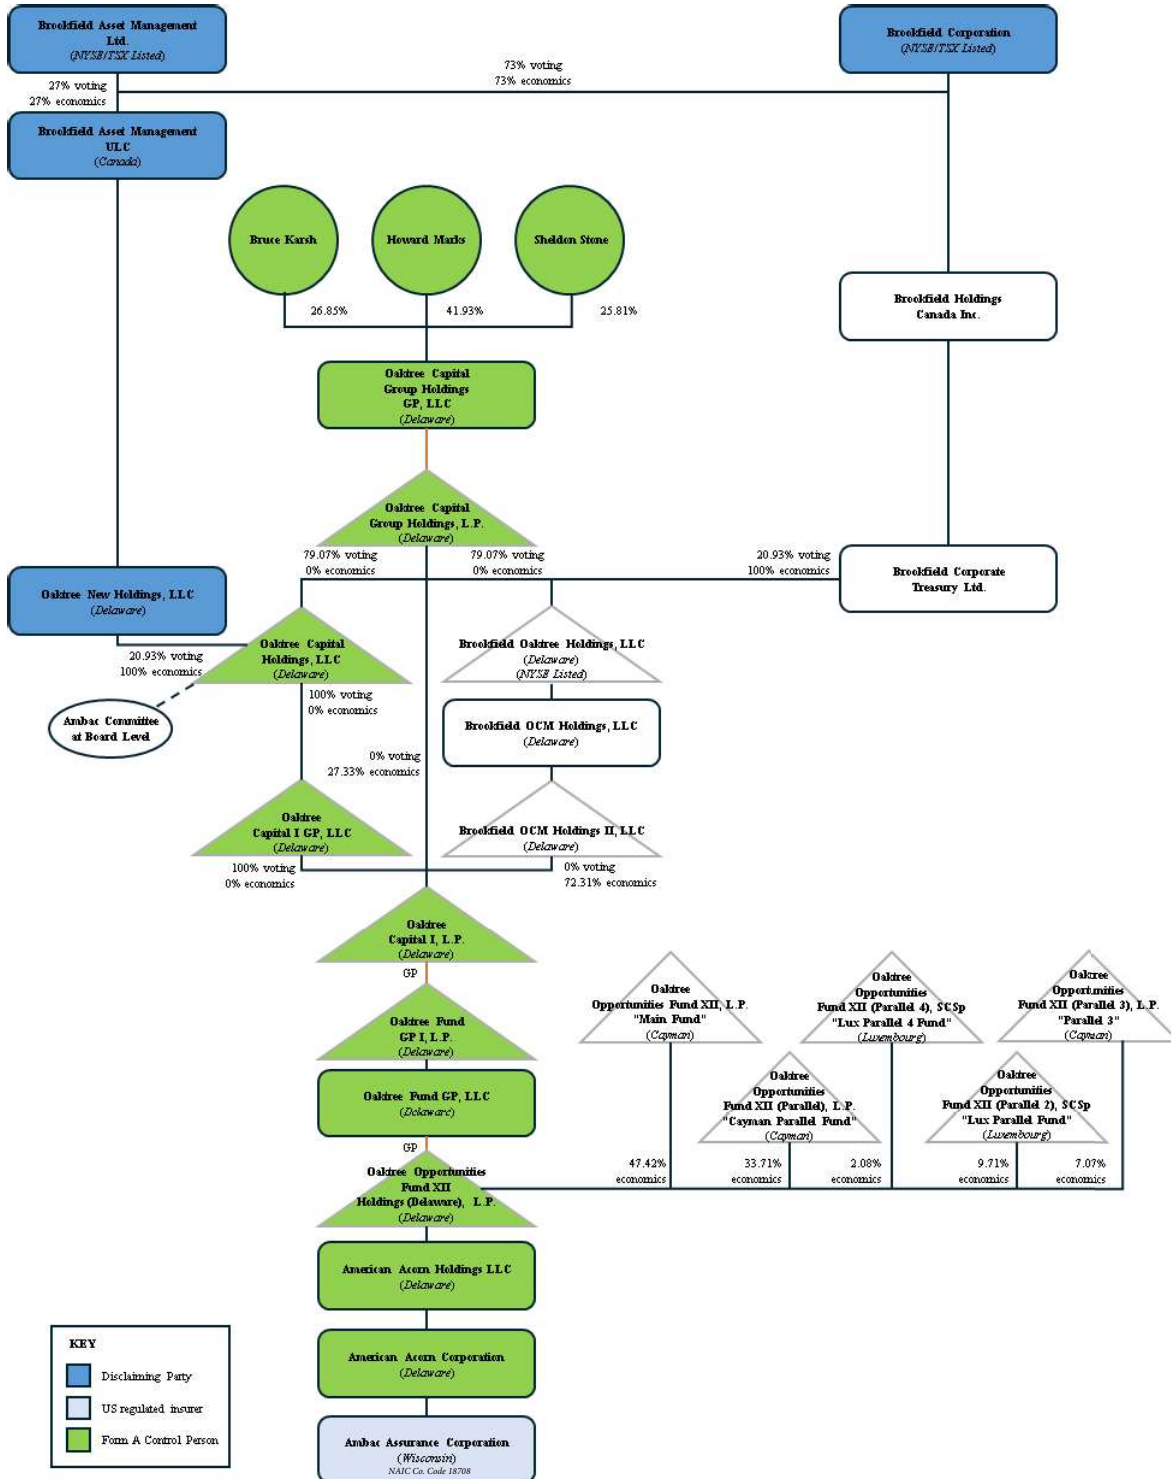 Brookfield Asset Management
Ltd.
(NYSE/TSX Listed)
Brookfield Corporation
(NYSE/TSX Listed)
27% voting
27% economics
73% voting
73% economics
Brookfield Asset Management
ULC
(Canada)
Bruce Karsh
Howard Marks
Sheldon Stone
26.85%
41.93%
25.81%
Brookfield Holdings
Canada Inc.
Oaktree Capital
Group Holdings
GP, LLC
(Delaware)
Oaktree Capital
Group Holdings, L.P.
(Delaware)
79.07% voting
0% economics
79.07% voting
0% economics
20.93% voting
100% economics
Brookfield Corporate
Treasury Ltd.
Oaktree New Holdings, LLC
(Delaware)
20.93% voting
100% economics
Oaktree Capital
Holdings, LLC
(Delaware)
Brookfield Oaktree Holdings, LLC
(Delaware)
(NYSE Listed)
Ambac Committee
at Board Level
100% voting
0% economics
Brookfield OCM Holdings, LLC
(Delaware)
0% voting
27.33% economics
Oaktree
Capital I GP, LLC
(Delaware)
Brookfield OCM Holdings II, LLC
(Delaware)
100% voting
0% economics
0% voting
72.31% economics
Oaktree
Capital I, L.P.
(Delaware)
GP
Oaktree Fund
GP I, L.P.
(Delaware)
Oaktree Fund GP, LLC
(Delaware)
GP
Oaktree
Opportunities Fund XII, L.P.
"Main Fund"
(Cayman)
Oaktree
Opportunities
Fund XII (Parallel 4), SCSp
"Lux Parallel 4 Fund"
(Luxembourg)
Oaktree
Opportunities
Fund XII (Parallel 3), L.P.
"Parallel 3"
(Cayman)
Oaktree
Opportunities
Fund XII (Parallel), L.P.
"Cayman Parallel Fund"
(Cayman)
Oaktree
Opportunities
Fund XII (Parallel 2), SCSp
"Lux Parallel Fund"
(Luxembourg)
47.42%
economics
33.71%
economics
2.08%
economics
9.71%
economics
7.07%
economics
Oaktree Opportunities
Fund XII
Holdings (Delaware), L.P.
(Delaware)
American Acorn Holdings LLC
(Delaware)
American Acorn Corporation
(Delaware)
Ambac Assurance Corporation
(Wisconsin)
NAIC Co. Code 18708
KEY
Disclaiming Party
US regulated insurer
Form A Control Person